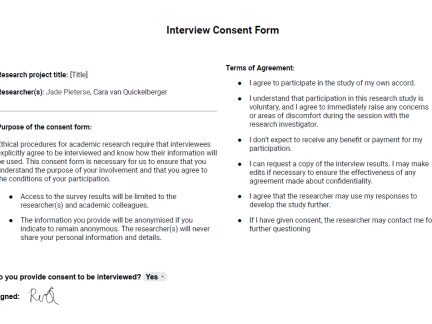 Interview Consent Form
Research project title: [Title]
Researcher(s): Jade Pieterse, Cara van Quickelberger
Purpose of the consent form:
Ethical procedures for academic research require that interviewees
explicitly agree to be interviewed and know how their information will
be used. This consent form is necessary for us to ensure that you
understand the purpose of your involvement and that you agree to
the conditions of your participation.
● Access to the survey results will be limited to the
researcher(s) and academic colleagues.
● The information you provide will be anonymised if you
indicate to remain anonymous. The researcher(s) will never
share your personal information and details.
Terms of Agreement:
● I agree to participate in the study of my own accord.
● I understand that participation in this research study is
voluntary, and I agree to immediately raise any concerns
or areas of discomfort during the session with the
research investigator.
● I don't expect to receive any benefit or payment for my
participation.
● I can request a copy of the interview results. I may make
edits if necessary to ensure the effectiveness of any
agreement made about confidentiality.
● I agree that the researcher may use my responses to
develop the study further.
● If I have given consent, the researcher may contact me fo
further questioning
o you provide consent to be interviewed? Yes
gned: